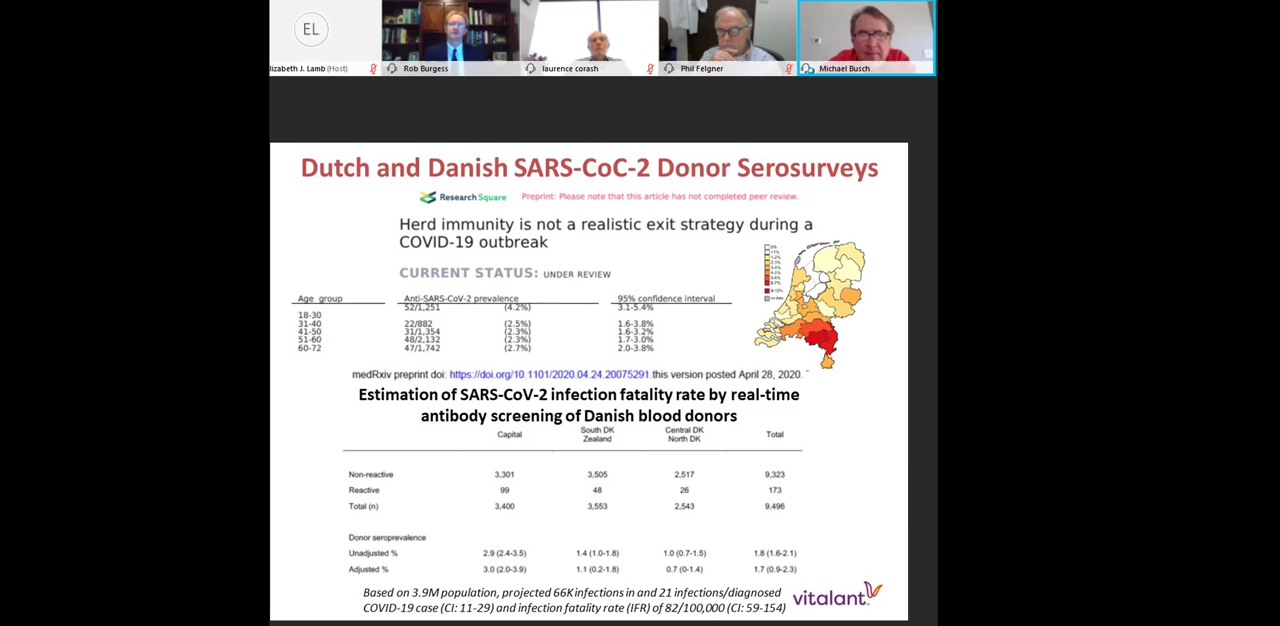 EL
lizabeth J. Lamb (Host)
Rob Burgess
laurence corash
Phil Felgner
Michael Busch
Dutch and Danish SARS-CoC-2 Donor Serosurveys
Research Square Preprint: Please note that this article has not completed peer review.
Herd immunity is not a realistic exit strategy during a
COVID-19 outbreak
CURRENT STATUS: UNDER REVIEW
Age group Anti-SARS-CoV-2 prevalence 95% confidence interval
52/1,251 (4.2%) 3.1-5.4%
18-30
31-40 22/882 (2.5%) 1.6-3.8%
41-50 31/1,354 (2.3%) 1.6-3.2%
51-60 48/2,132 (2.3%) 1.7-3.0%
60-72 47/1,742 (2.7%) 2.0-3.8%
medRxiv preprint doi: https://doi.org/10.1101/2020.04.24.20075291.this version posted April 28, 2020.
Estimation of SARS-CoV-2 infection fatality rate by real-time
antibody screening of Danish blood donors
Capital South DK Central DK Total
Zealand North DK
Non-reactive 3,301 3,505 2,517 9,323
Reactive 99 48 26 173
Total (n) 3,400 3,553 2,543 9,496
Donor seroprevalence
Unadjusted % 2.9 (2.4-3.5) 1.4 (1.0-1.8) 1.0 (0.7-1.5) 1.8 (1.6-2.1)
Adjusted % 3.0 (2.0-3.9) 1.1 (0.2-1.8) 0.7 (0-1.4) 1.7 (0.9-2.3)
Based on 3.9M population, projected 66K infections in and 21 infections/diagnosed
COVID-19 case (CI: 11-29) and infection fatality rate (IFR) of 82/100,000 (CI: 59-154)
vitalant